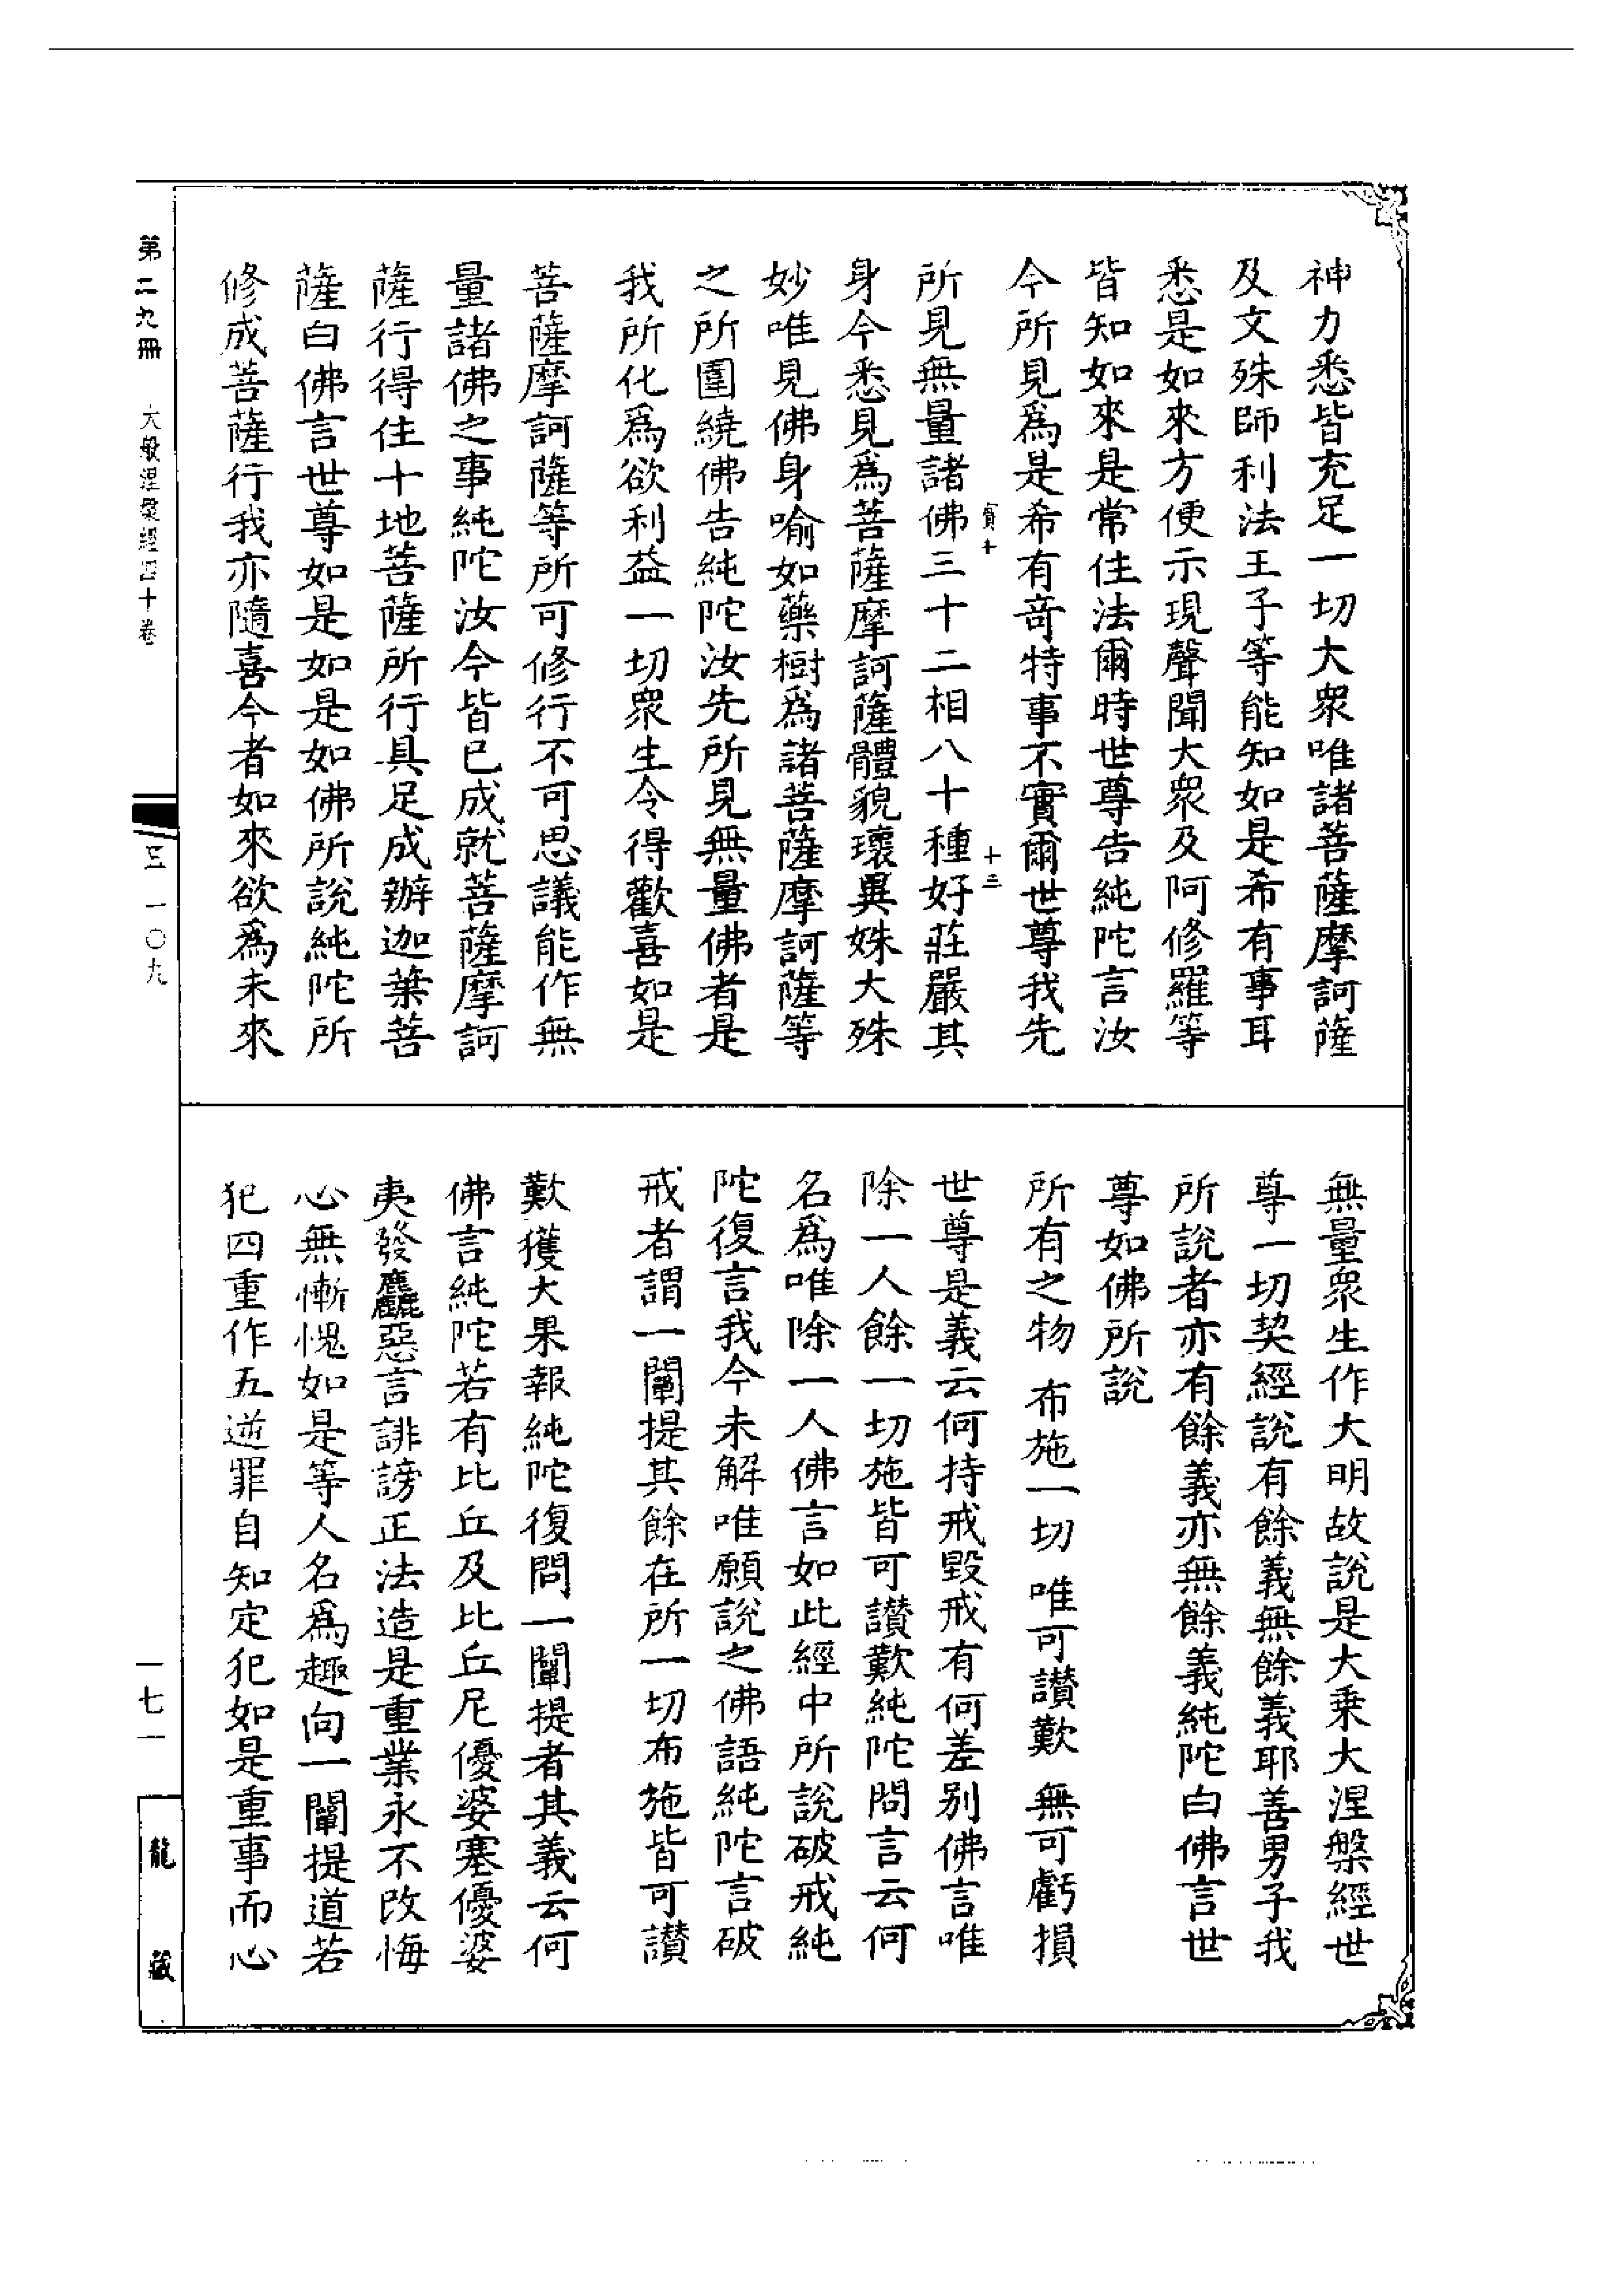 神力悉皆充足一切大衆唯諸菩薩摩訶薩
及文殊師利法王子等能知如是希有事耳
悉是如來方便示現聲聞大衆及阿修羅等
皆知如來是常住法爾時世尊告純陀言汝
今所見爲是希有竒特事不實爾世尊我先
寳十 十三
所見無量諸佛三十二相八十種好莊嚴其
身今悉見爲菩薩摩訶薩體貌瓌異姝大殊
妙唯見佛身喻如藥樹爲諸菩薩摩訶薩等
之所圍繞佛告純陀汝先所見無量佛者是
我所化爲欲利益一切衆生令得歡喜如是
菩薩摩訶薩等所可修行不可思議能作無
量諸佛之事純陀汝今皆已成就菩薩摩訶
薩行得住十地菩薩所行具足成辦迦葉菩
薩白佛言世尊如是如是如佛所說純陀所
修成菩薩行我亦隨喜今者如來欲爲未來
無量衆生作大明故說是大乗大涅槃經世
尊一切契經說有餘義無餘義耶善男子我
所說者亦有餘義亦無餘義純陀白佛言世
尊如佛所說
所有之物 布施一切 唯可讃歎 無可虧損
世尊是義云何持戒毀戒有何差别佛言唯
除一人餘一切施皆可讃歎純陀問言云何
名爲唯除一人佛言如此經中所說破戒純
陀復言我今未解唯願說之佛語純陀言破
戒者謂一闡提其餘在所一切布施皆可讃
歎獲大果報純陀復問一闡提者其義云何
佛言純陀若有比丘及比丘尼優婆塞優婆
夷發麤惡言誹謗正法造是重業永不改悔
心無慚愧如是等人名爲趣向一闡提道若
犯四重作五逆罪自知定犯如是重事而心
第二九冊 大般涅槃經四十卷
三一〇九
一七一
龍藏